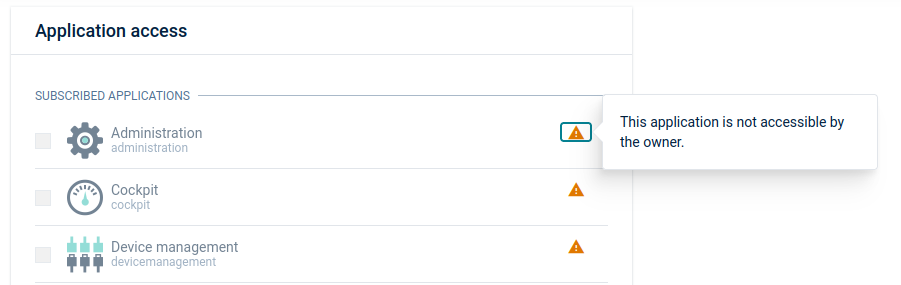 Application access
SUBSCRIBED APPLICATIONS
Administration
administration
This application is not accessible by
the owner.
Cockpit
cockpit
Device management
devicemanagement